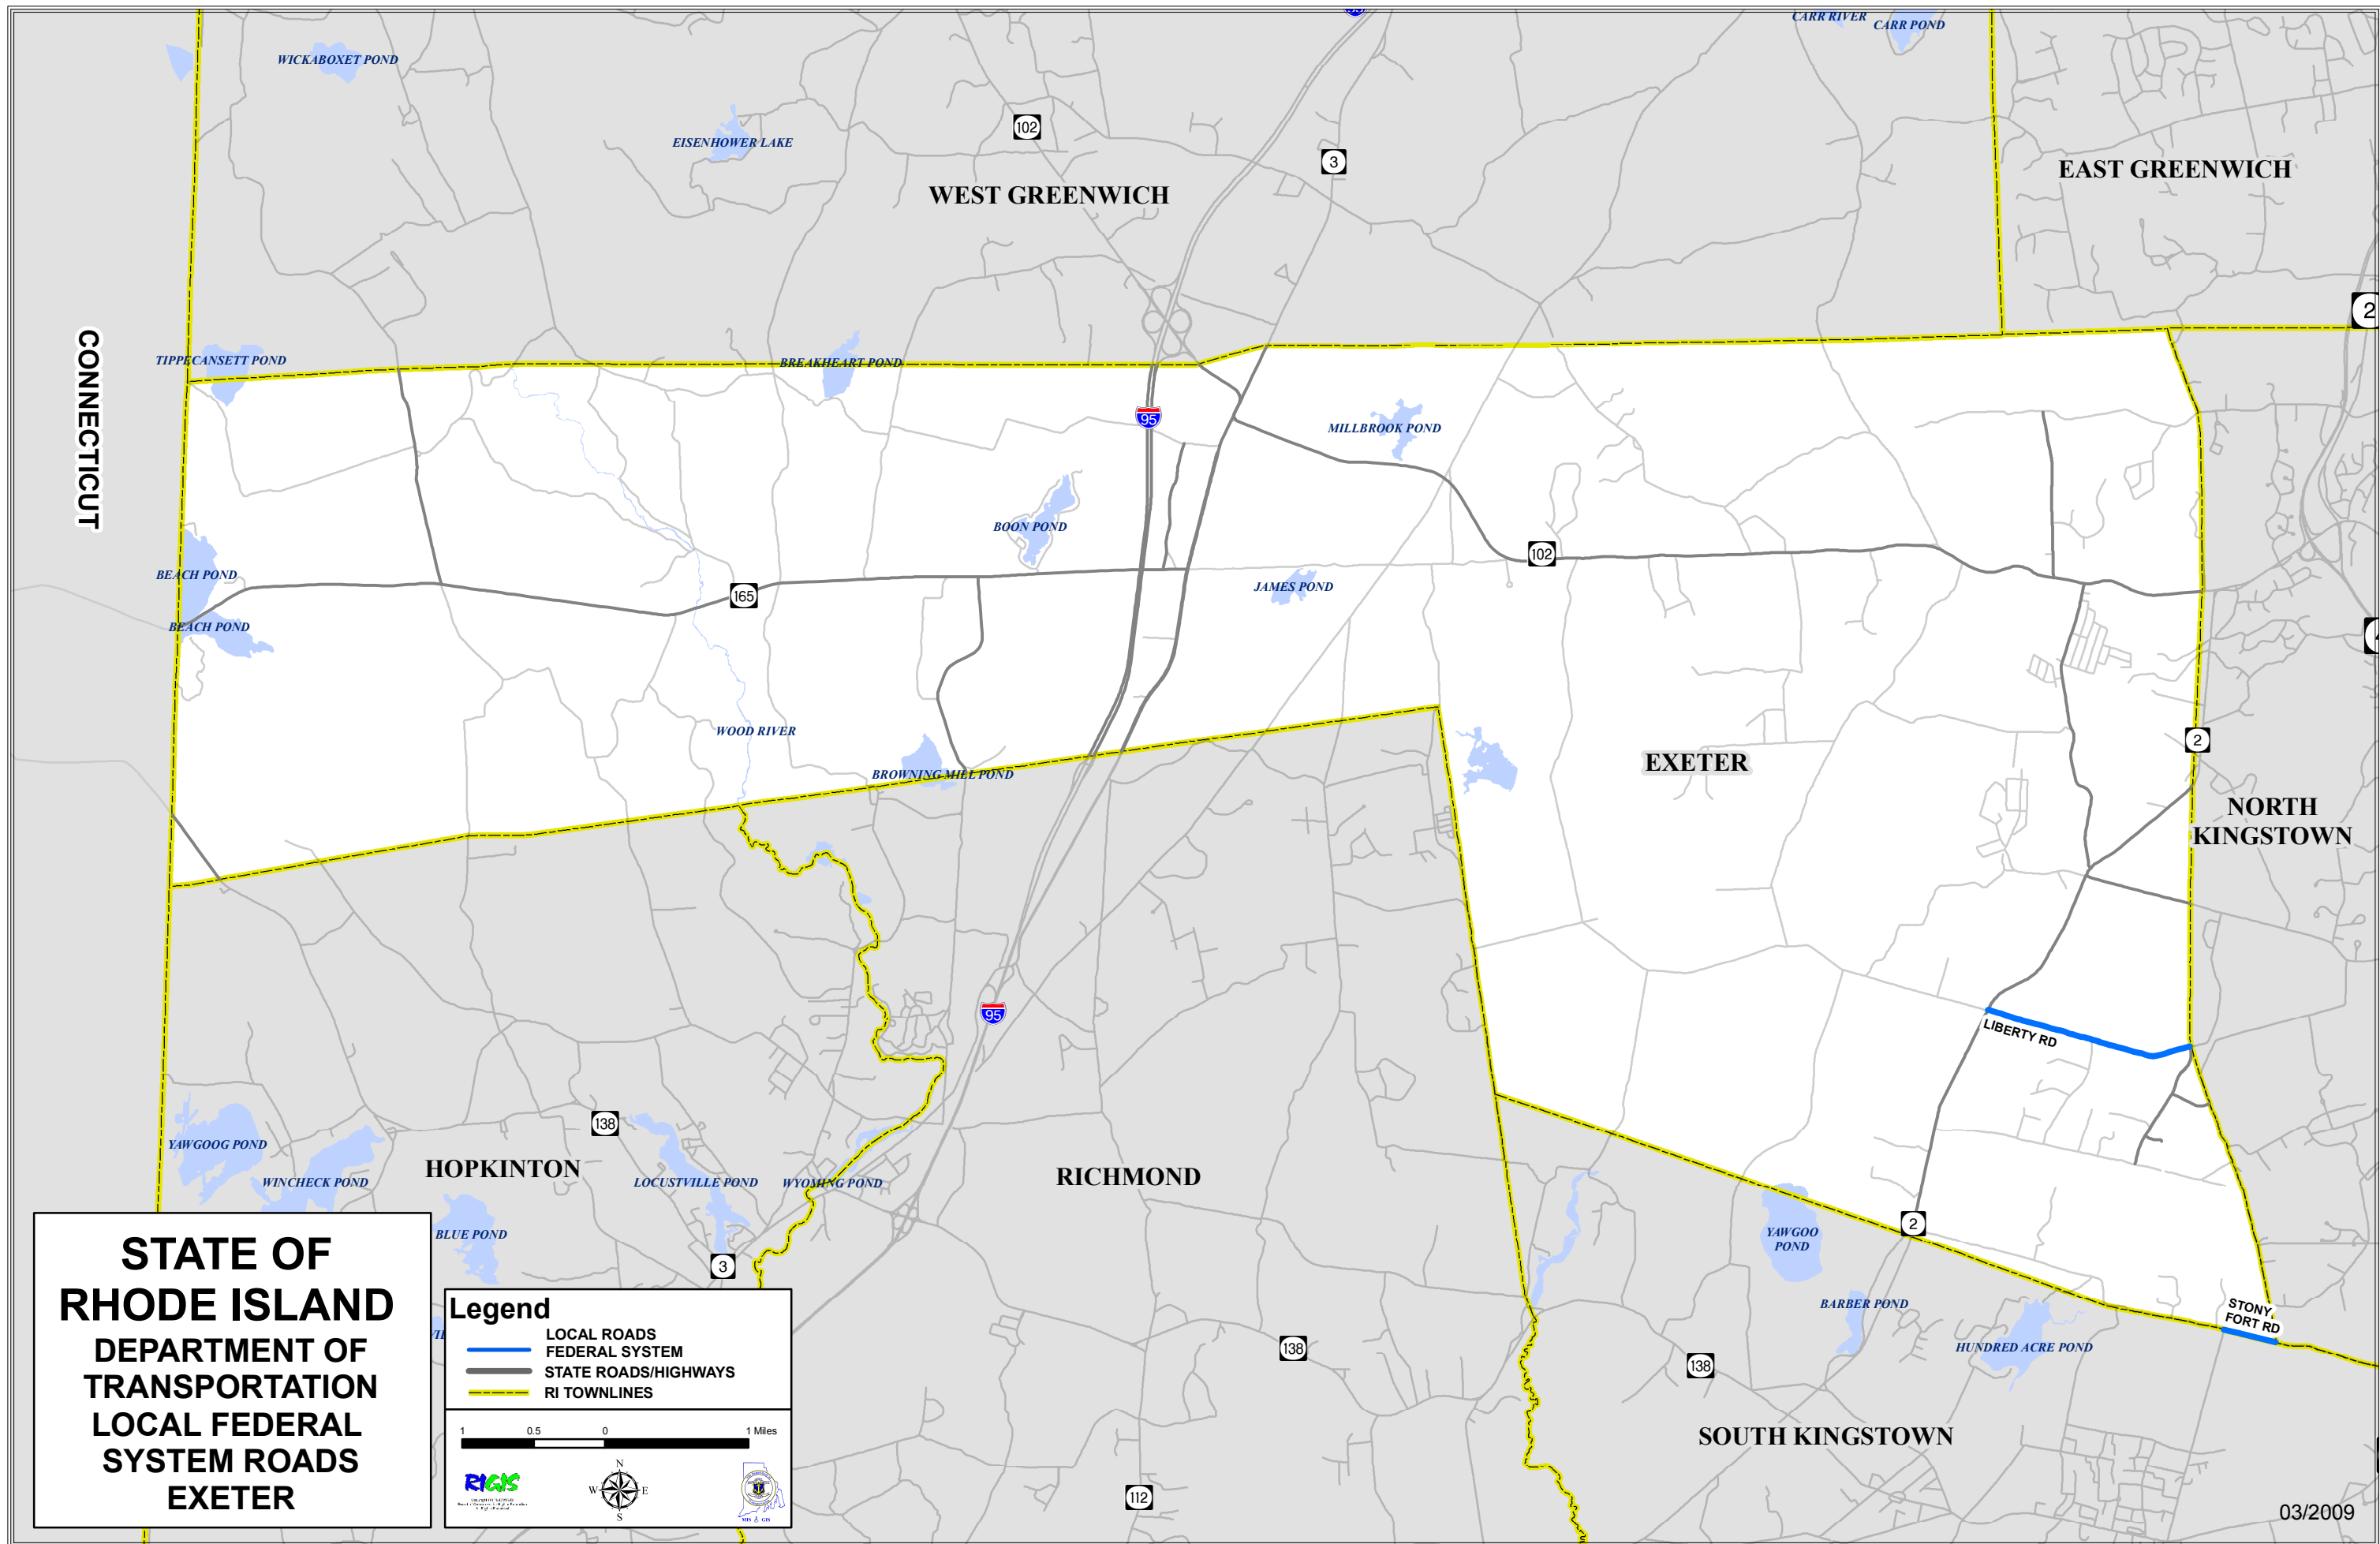 CARR RIVER
CARR POND
WICKABOXET POND
EISENHOWER LAKE
102
3
WEST GREENWICH
EAST GREENWICH
2
CONNECTICUT
TIPPECANSETT POND
BREAKHEART POND
95
MILLBROOK POND
BOON POND
102
BEACH POND
165
JAMES POND
BEACH POND
WOOD RIVER
2
EXETER
BROWNING MILL POND
NORTH
KINGSTOWN
95
LIBERTY RD
138
YAWGOOG POND
HOPKINTON
RICHMOND
WINCHECK POND
LOCUSTVILLE POND
WYOMING POND
2
BLUE POND
YAWGOO
POND
3
BARBER POND
STONY
FORT RD
138
HUNDRED ACRE POND
138
SOUTH KINGSTOWN
112
STATE OF
RHODE ISLAND
DEPARTMENT OF
TRANSPORTATION
LOCAL FEDERAL
SYSTEM ROADS
EXETER
Legend
LOCAL ROADS
FEDERAL SYSTEM
STATE ROADS/HIGHWAYS
RI TOWNLINES
1 0.5 0 1 Miles
RIGIS
N
W E
S
MIS & GIS
03/2009